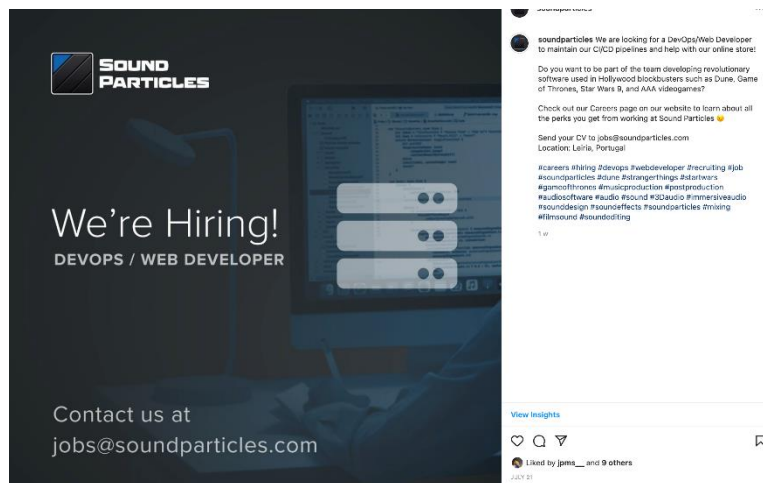 SOUND
PARTICLES
We're Hiring!
DEVOPS / WEB DEVELOPER
Contact us at
jobs@soundparticles.com
soundparticles
soundparticles We are looking for a DevOps/Web Developer
to maintain our CI/CD pipelines and help with our online store!
Do you want to be part of the team developing revolutionary
software used in Hollywood blockbusters such as Dune, Game
of Thrones, Star Wars 9, and AAA videogames?
Check out our Careers page on our website to learn about all
the perks you get from working at Sound Particles 😉
Send your CV to jobs@soundparticles.com
Location: Leiria, Portugal
#careers #hiring #devops #webdeveloper #recruiting #job
#soundparticles #dune #strangerthings #startwars
#gameofthrones #musicproduction #postproduction
#audiosoftware #audio #sound #3Daudio #immersiveaudio
#sounddesign #soundeffects #soundparticles #mixing
#filmsound #soundediting
1 w
View Insights
Liked by jpms__ and 9 others
JULY 21